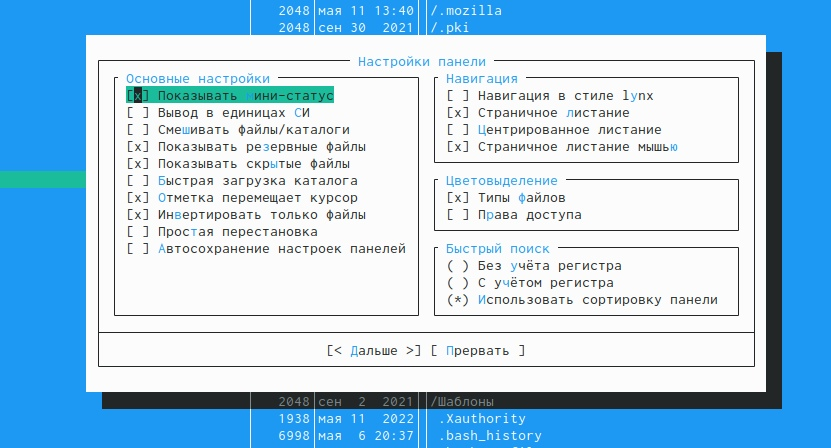 2048 мая 11 13:40 /.mozilla
2048 сен 30 2021 /.pki
Настройки панели
Основные настройки
[x] Показывать мини-статус
[ ] Вывод в единицах СИ
[ ] Смешивать файлы/каталоги
[x] Показывать резервные файлы
[x] Показывать скрытые файлы
[ ] Быстрая загрузка каталога
[x] Отметка перемещает курсор
[x] Инвертировать только файлы
[ ] Простая перестановка
[ ] Автосохранение настроек панелей
Навигация
[ ] Навигация в стиле lynx
[x] Страничное листание
[ ] Центрированное листание
[x] Страничное листание мышью
Цветовыделение
[x] Типы файлов
[ ] Права доступа
Быстрый поиск
( ) Без учёта регистра
( ) С учётом регистра
(*) Использовать сортировку панели
[< Дальше >] [ Прервать ]
2048 сен 2 2021 /Шаблоны
1938 мая 11 2022 .Xauthority
6998 мая 6 20:37 .bash_history